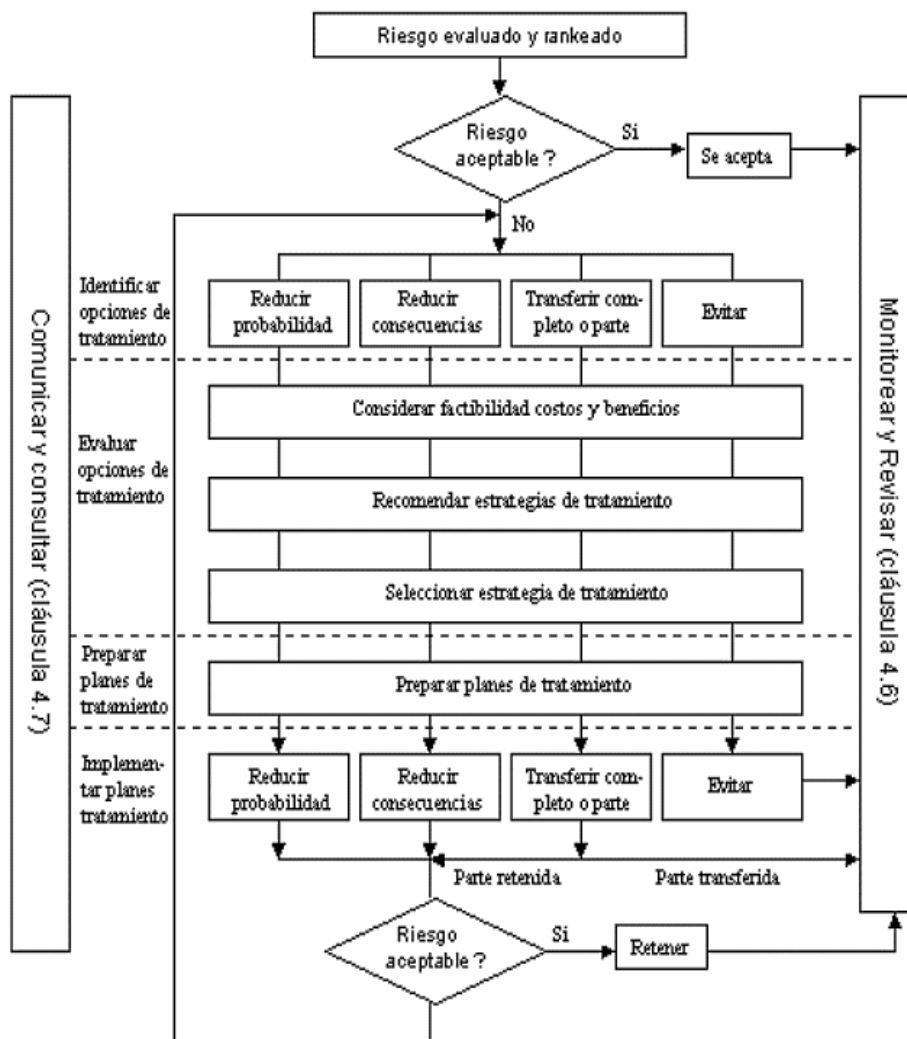 Riesgo evaluado y rankeado
Riesgo
aceptable ?
Si
Se acepta
No
Comunicar y consultar (cláusula 4.7)
Monitorear y Revisar (cláusula 4.6)
Identificar
opciones de
tratamiento
Reducir
probabilidad
Reducir
consecuencias
Transferir com-
pleto o parte
Evitar
Evaluar
opciones de
tratamiento
Considerar factibilidad costos y beneficios
Recomendar estrategias de tratamiento
Seleccionar estrategia de tratamiento
Preparar
planes de
tratamiento
Preparar planes de tratamiento
Implemen-
tar planes
tratamiento
Reducir
probabilidad
Reducir
consecuencias
Transferir com-
pleto o parte
Evitar
Parte retenida
Parte transferida
Riesgo
aceptable ?
Si
Retener